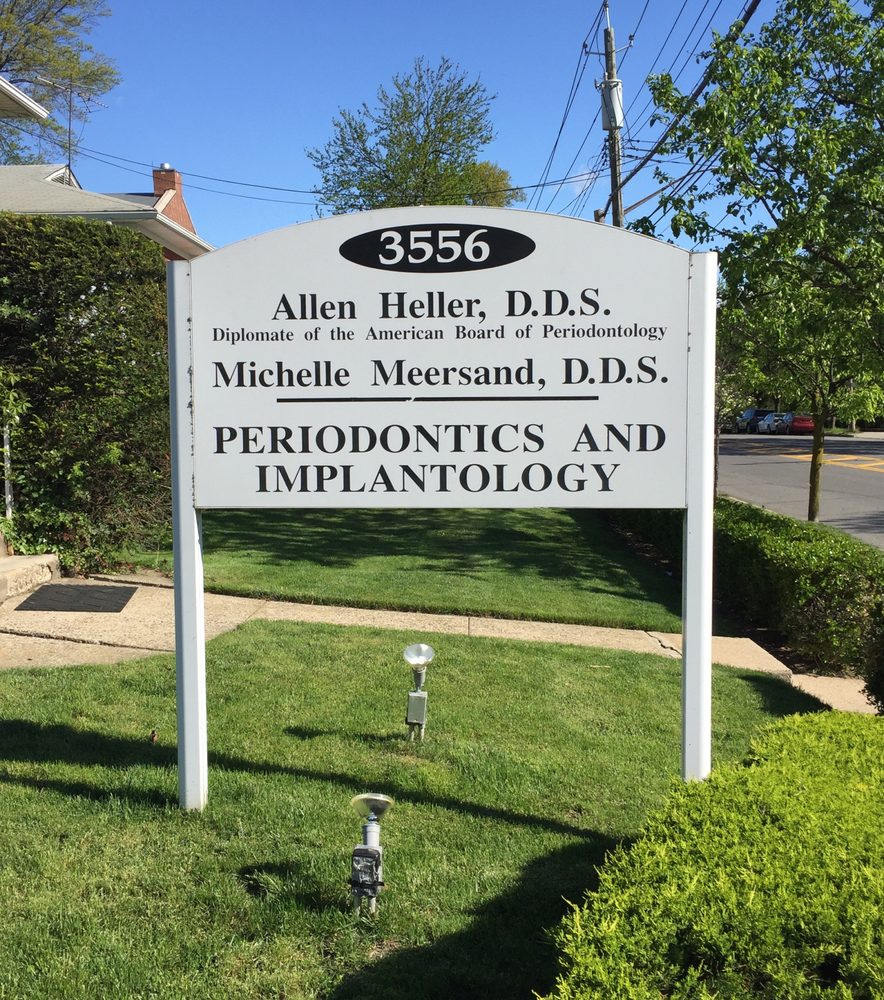 3556
Allen Heller, D.D.S.
Diplomate of the American Board of Periodontology
Michelle Meersand, D.D.S.
PERIODONTICS AND
IMPLANTOLOGY